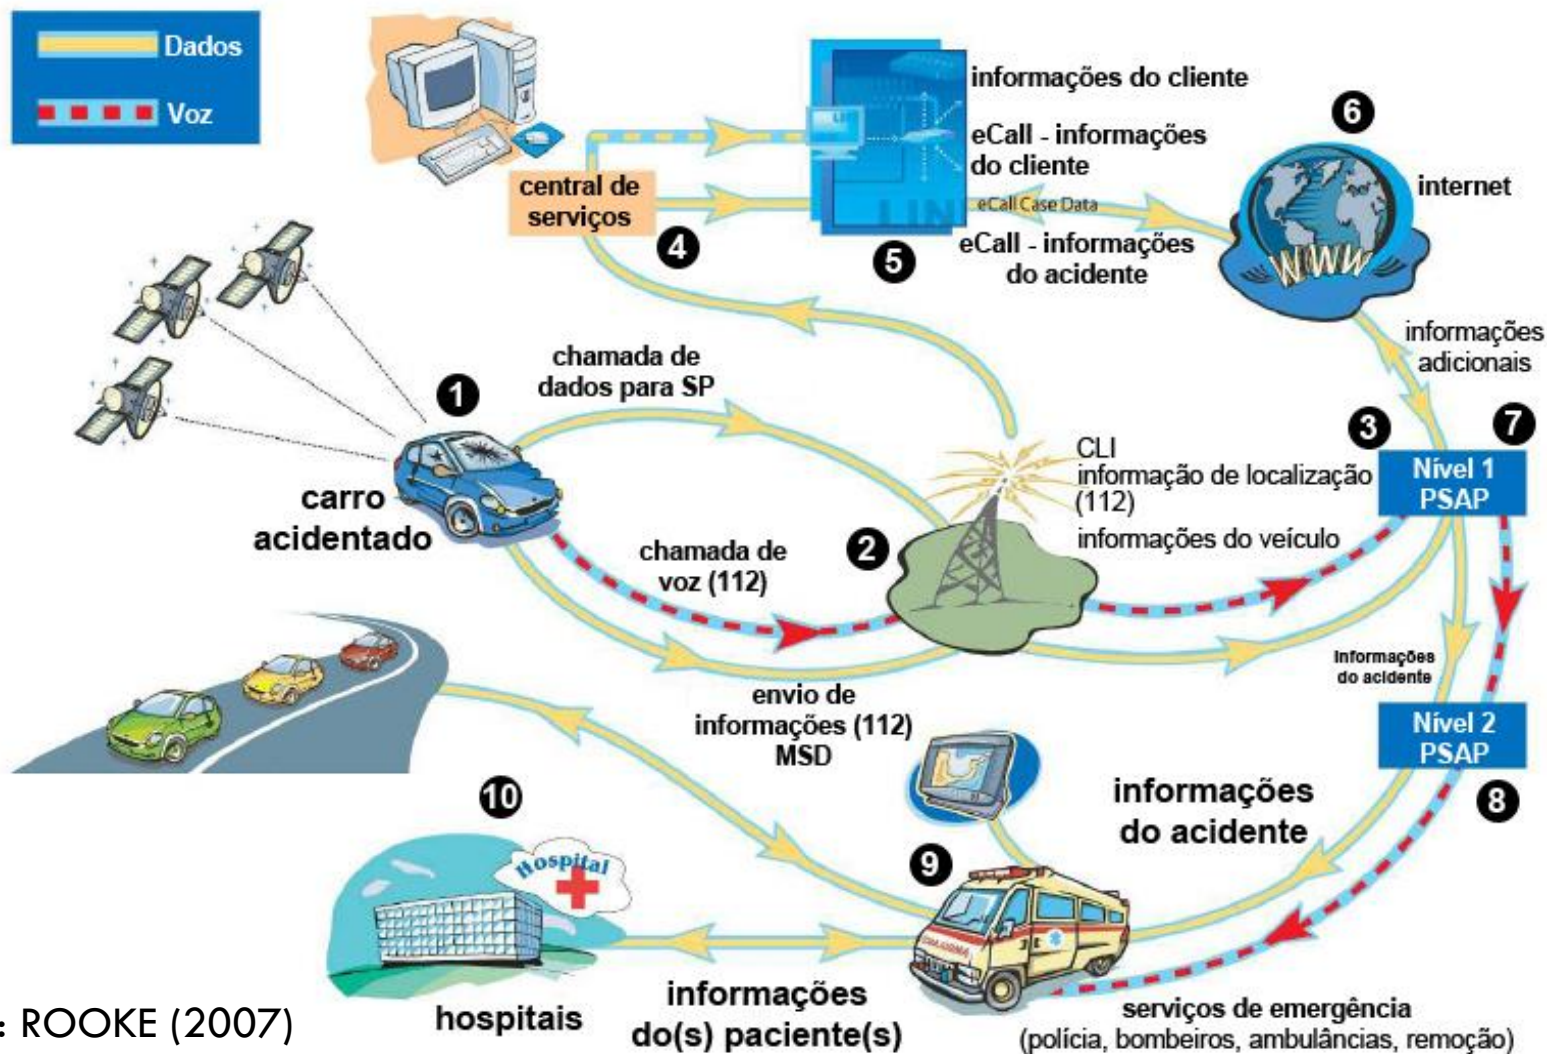 Dados
Voz
central de
serviços
4
5
informações do cliente
eCall - informações
do cliente
eCall Case Data
eCall - informações
do acidente
6
internet
WWW
informações
adicionais
1
chamada de
dados para SP
carro
acidentado
chamada de
voz (112)
2
CLI
informação de localização
(112)
informações do veículo
3
7
Nível 1
PSAP
envio de
informações (112)
MSD
Informações
do acidente
Nível 2
PSAP
8
informações
do acidente
9
10
Hospital
hospitais
informações
do(s) paciente(s)
serviços de emergência
(polícia, bombeiros, ambulâncias, remoção)
: ROOKE (2007)